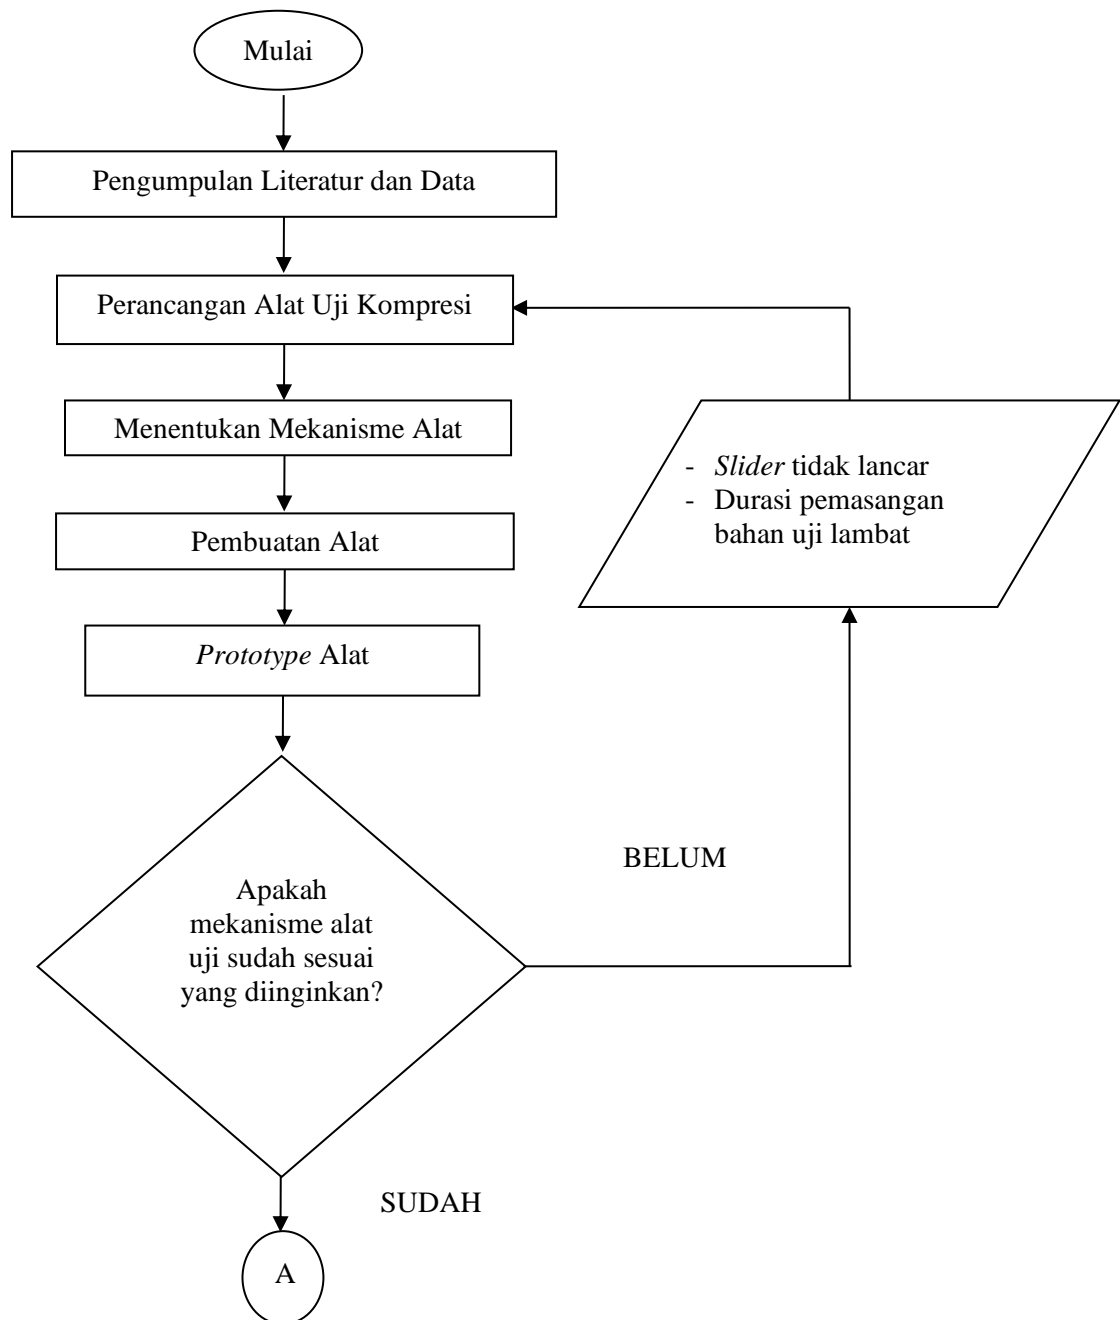 Mulai
Pengumpulan Literatur dan Data
Perancangan Alat Uji Kompresi
Menentukan Mekanisme Alat
- Slider tidak lancar
- Durasi pemasangan
bahan uji lambat
Pembuatan Alat
Prototype Alat
BELUM
Apakah
mekanisme alat
uji sudah sesuai
yang diinginkan?
SUDAH
A